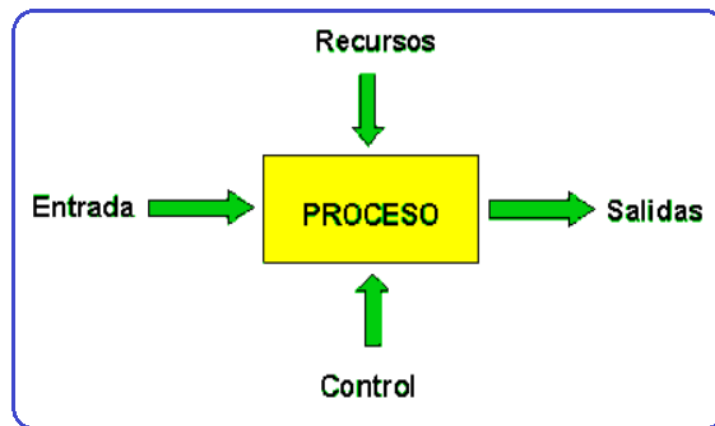 Recursos
Entrada
PROCESO
Salidas
Control